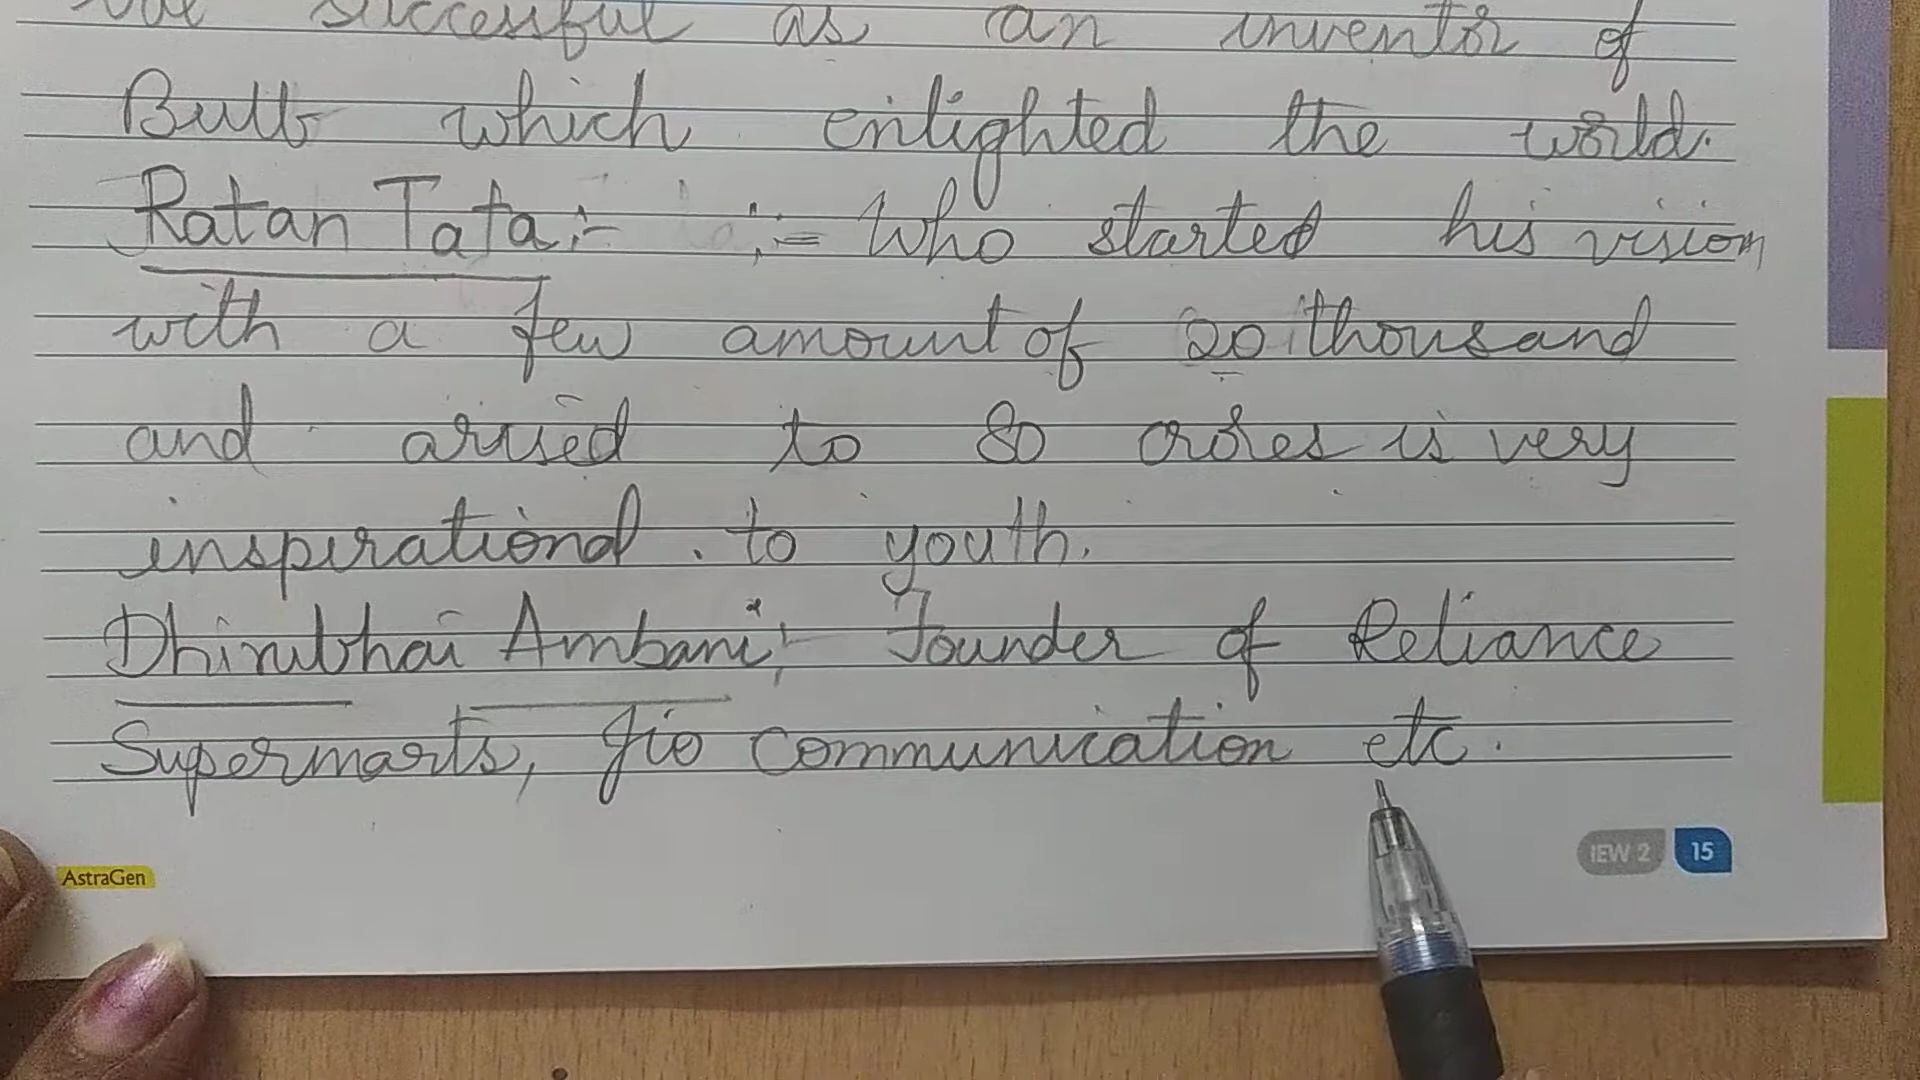 successful as an inventor of
Bulb which enlighted the world.
Ratan Tata :- := Who started his vision
with a few amount of 20 thousand
and arried to 80 crores is very
inspirational . to youth.
Dhirubhai Ambani :- Founder of Reliance
Supermarts, Jio Communication etc.
AstraGen
IEW 2 15